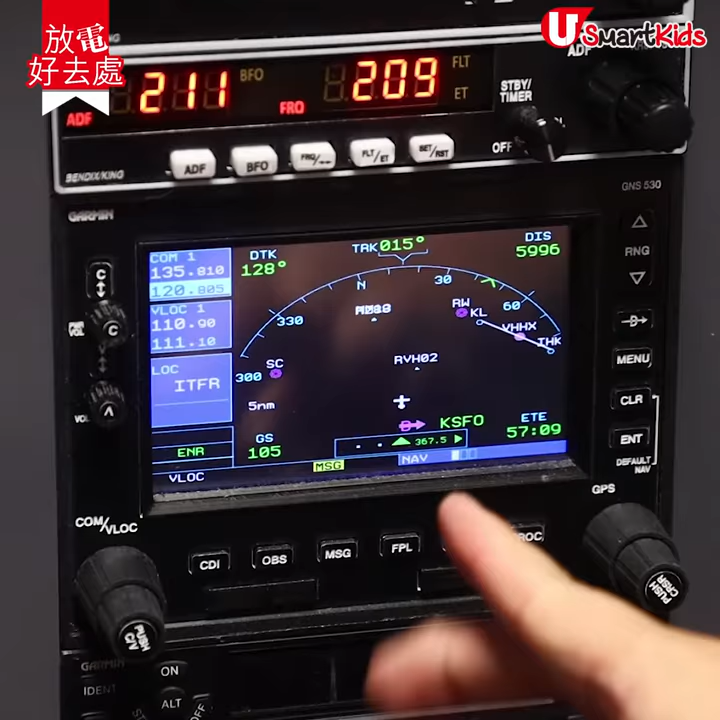 放電
好去處
U SmartKids
ADF
211
BFO
FRQ
209
FLT
ET
STBY/
TIMER
ADF
OFF
ADF
BFO
FRQ/↔
FLT/ET
SET/RST
BENDIX/KING
GNS 530
GARMIN
COM 1
135.810
120.805
VLOC 1
110.90
111.10
LOC
ITFR
ENR
VLOC
DTK
128°
TRK 015°
DIS
5996
330
N
30
60
300
SC
RW
KL
VHHX
IHK
RVH02
5nm
KSFO
GS
105
367.5
ETE
57:09
MSG
NAV
C
C
RNG
MENU
CLR
ENT
DEFAULT
NAV
COM/VLOC
GPS
CDI
OBS
MSG
FPL
PUSH
C/V
PUSH
CRSR
GARMIN
IDENT
ON
ALT
OFF